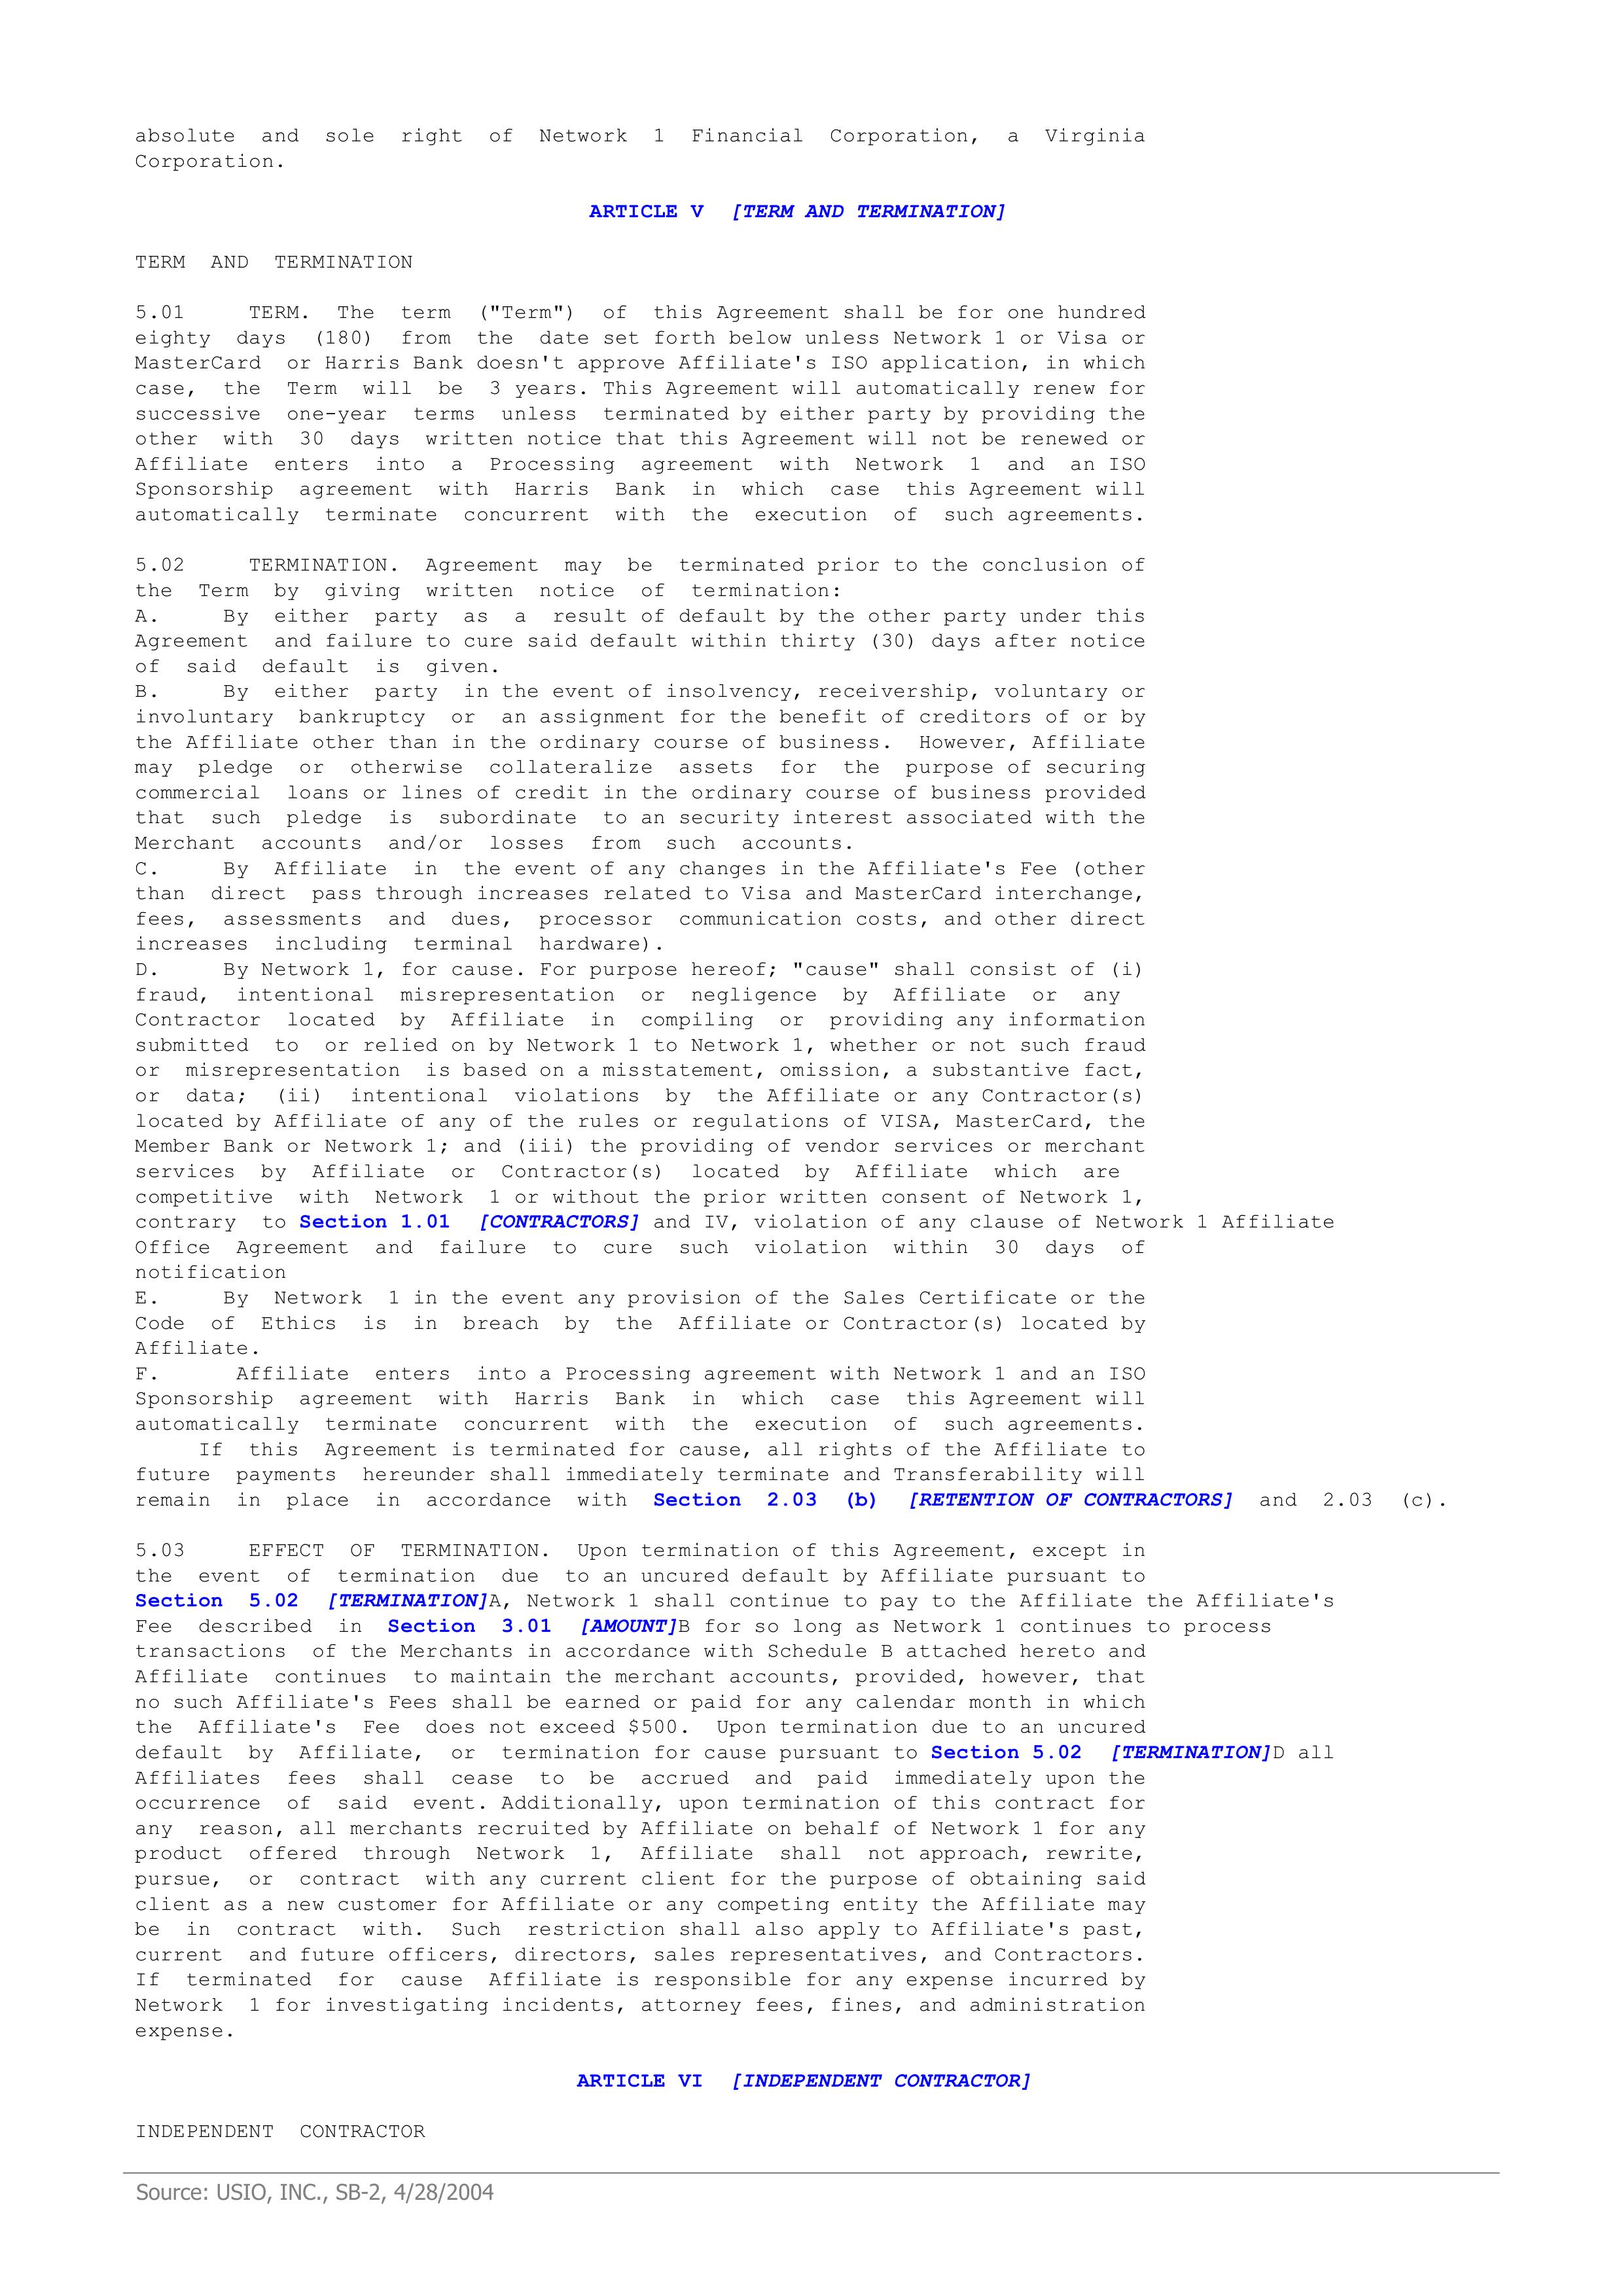 absolute and sole right of Network 1 Financial Corporation, a Virginia
Corporation.
ARTICLE V [TERM AND TERMINATION]
TERM AND TERMINATION
5.01 TERM. The term ("Term") of this Agreement shall be for one hundred
eighty days (180) from the date set forth below unless Network 1 or Visa or
MasterCard or Harris Bank doesn't approve Affiliate's ISO application, in which
case, the Term will be 3 years. This Agreement will automatically renew for
successive one-year terms unless terminated by either party by providing the
other with 30 days written notice that this Agreement will not be renewed or
Affiliate enters into a Processing agreement with Network 1 and an ISO
Sponsorship agreement with Harris Bank in which case this Agreement will
automatically terminate concurrent with the execution of such agreements.
5.02 TERMINATION. Agreement may be terminated prior to the conclusion of
the Term by giving written notice of termination:
A. By either party as a result of default by the other party under this
Agreement and failure to cure said default within thirty (30) days after notice
of said default is given.
B. By either party in the event of insolvency, receivership, voluntary or
involuntary bankruptcy or an assignment for the benefit of creditors of or by
the Affiliate other than in the ordinary course of business. However, Affiliate
may pledge or otherwise collateralize assets for the purpose of securing
commercial loans or lines of credit in the ordinary course of business provided
that such pledge is subordinate to an security interest associated with the
Merchant accounts and/or losses from such accounts.
C. By Affiliate in the event of any changes in the Affiliate's Fee (other
than direct pass through increases related to Visa and MasterCard interchange,
fees, assessments and dues, processor communication costs, and other direct
increases including terminal hardware).
D. By Network 1, for cause. For purpose hereof; "cause" shall consist of (i)
fraud, intentional misrepresentation or negligence by Affiliate or any
Contractor located by Affiliate in compiling or providing any information
submitted to or relied on by Network 1 to Network 1, whether or not such fraud
or misrepresentation is based on a misstatement, omission, a substantive fact,
or data; (ii) intentional violations by the Affiliate or any Contractor(s)
located by Affiliate of any of the rules or regulations of VISA, MasterCard, the
Member Bank or Network 1; and (iii) the providing of vendor services or merchant
services by Affiliate or Contractor(s) located by Affiliate which are
competitive with Network 1 or without the prior written consent of Network 1,
contrary to Section 1.01 [CONTRACTORS] and IV, violation of any clause of Network 1 Affiliate
Office Agreement and failure to cure such violation within 30 days of
notification
E. By Network 1 in the event any provision of the Sales Certificate or the
Code of Ethics is in breach by the Affiliate or Contractor(s) located by
Affiliate.
F. Affiliate enters into a Processing agreement with Network 1 and an ISO
Sponsorship agreement with Harris Bank in which case this Agreement will
automatically terminate concurrent with the execution of such agreements.
If this Agreement is terminated for cause, all rights of the Affiliate to
future payments hereunder shall immediately terminate and Transferability will
remain in place in accordance with Section 2.03 (b) [RETENTION OF CONTRACTORS] and 2.03 (c).
5.03 EFFECT OF TERMINATION. Upon termination of this Agreement, except in
the event of termination due to an uncured default by Affiliate pursuant to
Section 5.02 [TERMINATION]A, Network 1 shall continue to pay to the Affiliate the Affiliate's
Fee described in Section 3.01 [AMOUNT]B for so long as Network 1 continues to process
transactions of the Merchants in accordance with Schedule B attached hereto and
Affiliate continues to maintain the merchant accounts, provided, however, that
no such Affiliate's Fees shall be earned or paid for any calendar month in which
the Affiliate's Fee does not exceed $500. Upon termination due to an uncured
default by Affiliate, or termination for cause pursuant to Section 5.02 [TERMINATION]D all
Affiliates fees shall cease to be accrued and paid immediately upon the
occurrence of said event. Additionally, upon termination of this contract for
any reason, all merchants recruited by Affiliate on behalf of Network 1 for any
product offered through Network 1, Affiliate shall not approach, rewrite,
pursue, or contract with any current client for the purpose of obtaining said
client as a new customer for Affiliate or any competing entity the Affiliate may
be in contract with. Such restriction shall also apply to Affiliate's past,
current and future officers, directors, sales representatives, and Contractors.
If terminated for cause Affiliate is responsible for any expense incurred by
Network 1 for investigating incidents, attorney fees, fines, and administration
expense.
ARTICLE VI [INDEPENDENT CONTRACTOR]
INDEPENDENT CONTRACTOR
Source: USIO, INC., SB-2, 4/28/2004